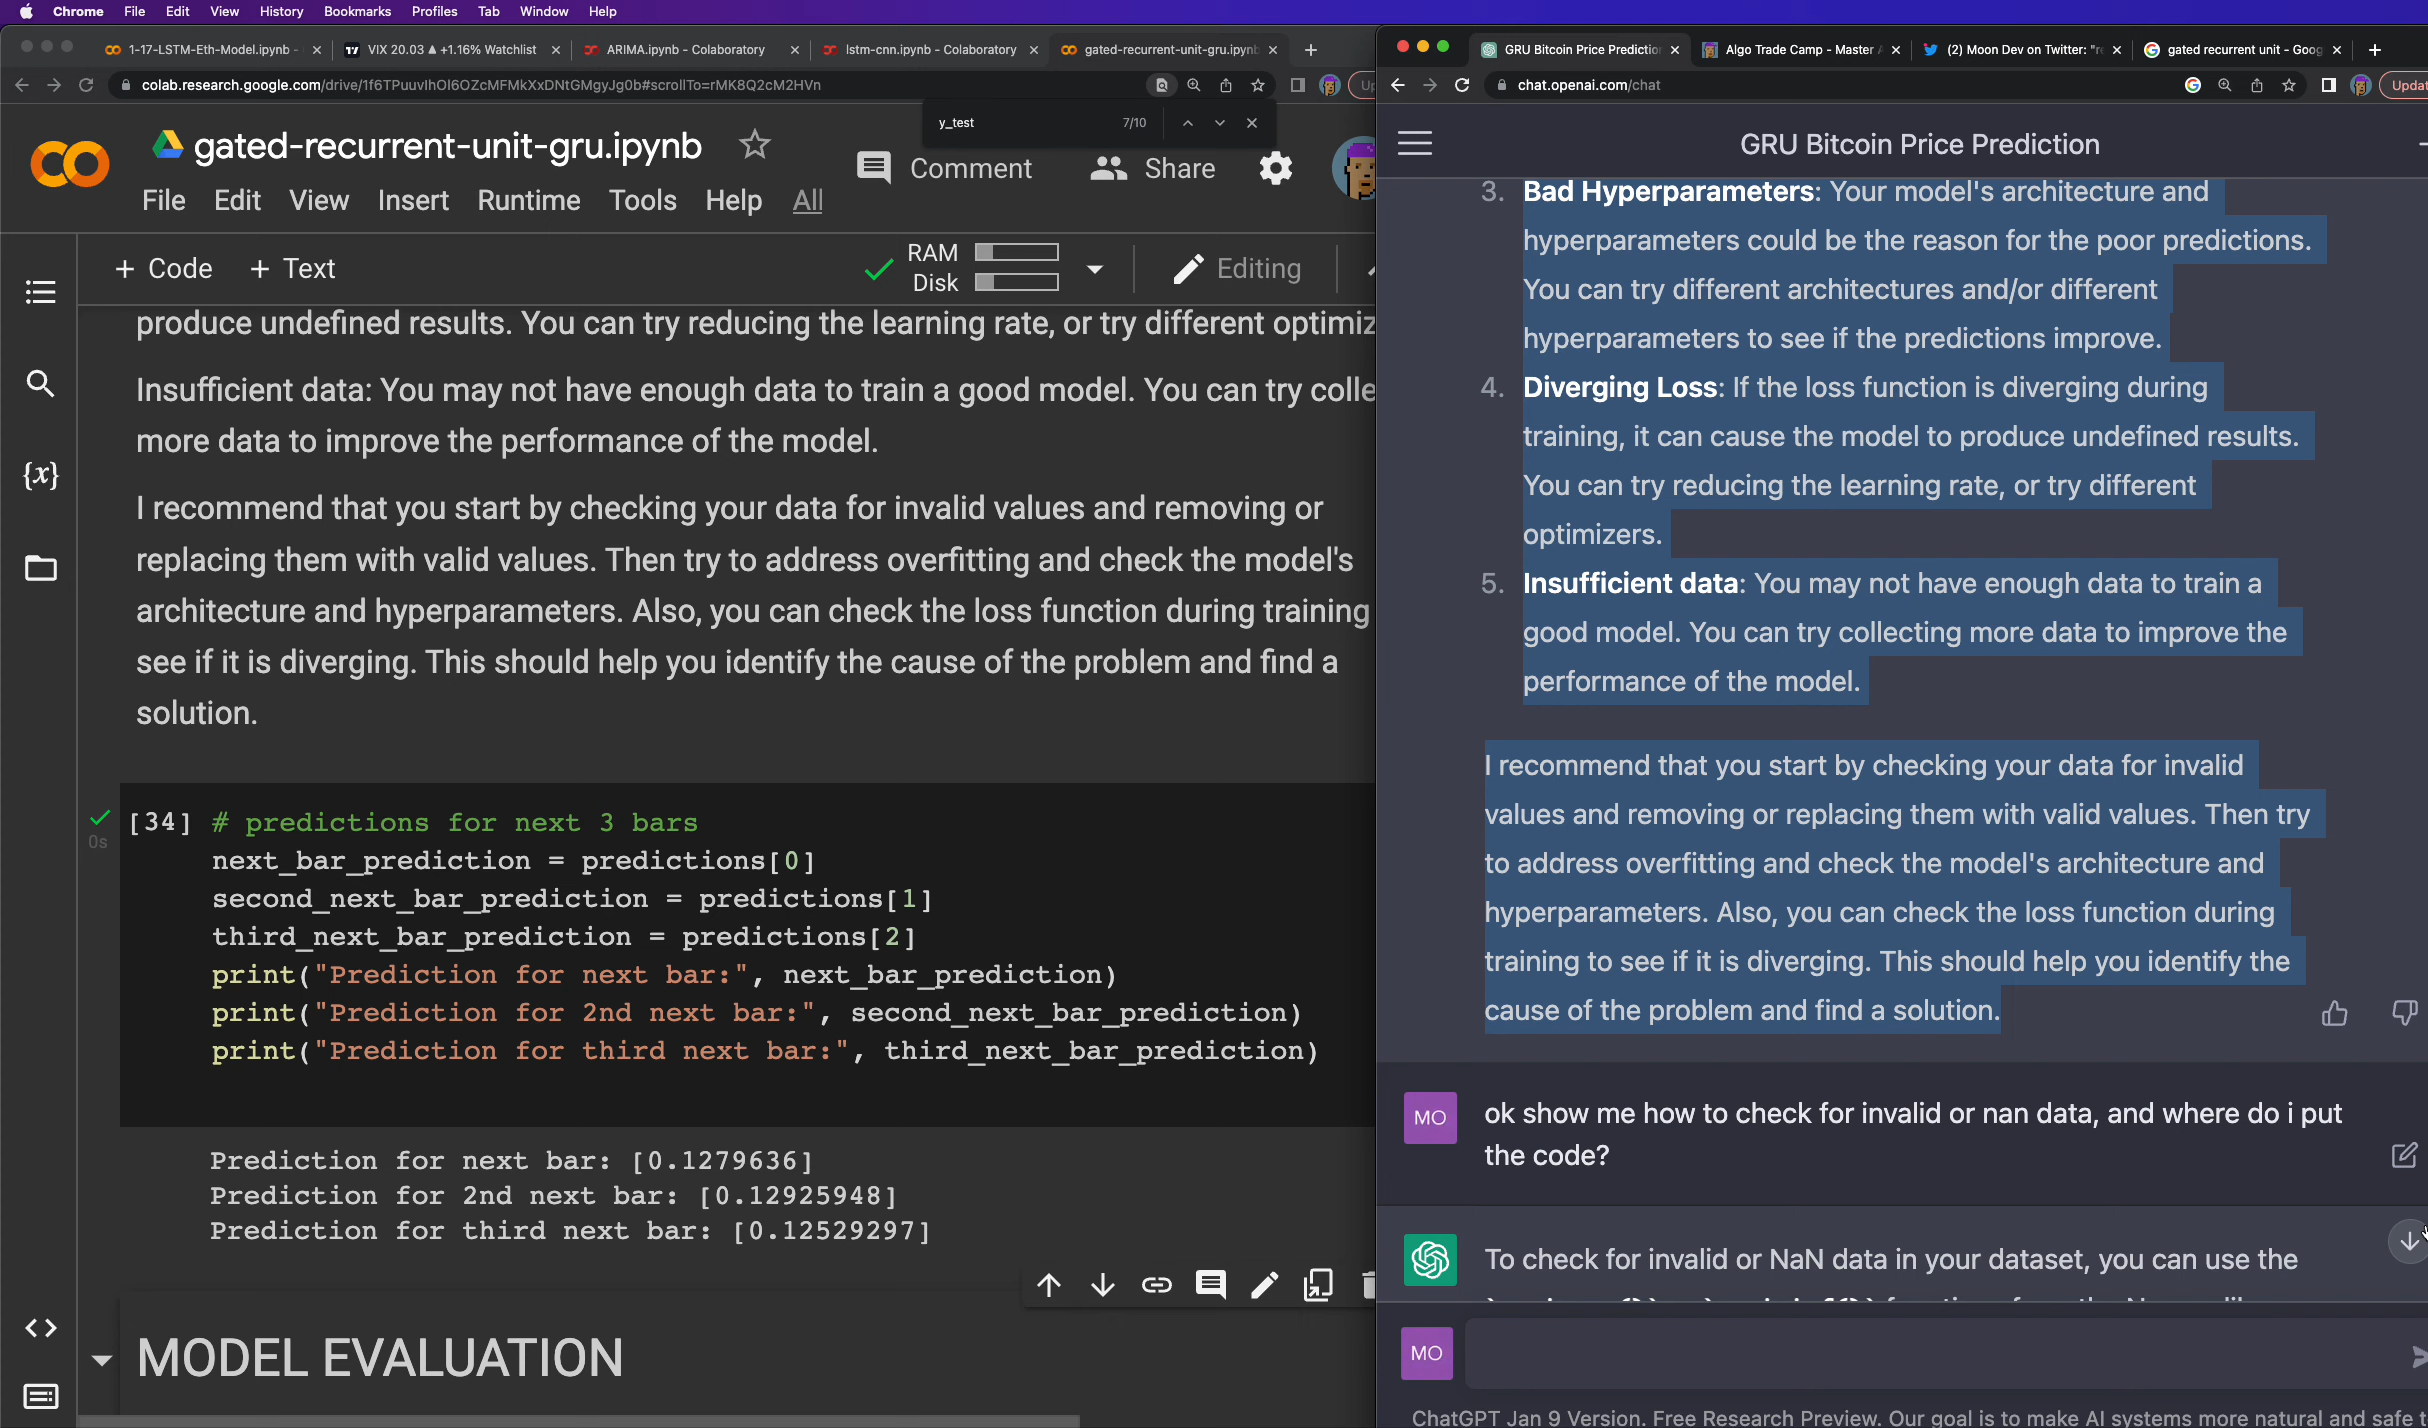 Chrome File Edit View History Bookmarks Profiles Tab Window Help
1-17-LSTM-Eth-Model.ipynb -
VIX 20.03 ▲ +1.16% Watchlist
ARIMA.ipynb - Colaboratory
lstm-cnn.ipynb - Colaboratory
gated-recurrent-unit-gru.ipynb
colab.research.google.com/drive/1f6TPuuvIhOl6OZcMFMkXxDNtGMgyJg0b#scrollTo=rMK8Q2cM2HVn
y_test 7/10
gated-recurrent-unit-gru.ipynb
Comment Share
File Edit View Insert Runtime Tools Help All
+ Code + Text
RAM
Disk
Editing
produce undefined results. You can try reducing the learning rate, or try different optimiz
Insufficient data: You may not have enough data to train a good model. You can try colle
more data to improve the performance of the model.
I recommend that you start by checking your data for invalid values and removing or
replacing them with valid values. Then try to address overfitting and check the model's
architecture and hyperparameters. Also, you can check the loss function during training
see if it is diverging. This should help you identify the cause of the problem and find a
solution.
[34] # predictions for next 3 bars
0s
next_bar_prediction = predictions[0]
second_next_bar_prediction = predictions[1]
third_next_bar_prediction = predictions[2]
print("Prediction for next bar:", next_bar_prediction)
print("Prediction for 2nd next bar:", second_next_bar_prediction)
print("Prediction for third next bar:", third_next_bar_prediction)
Prediction for next bar: [0.1279636]
Prediction for 2nd next bar: [0.12925948]
Prediction for third next bar: [0.12529297]
MODEL EVALUATION
GRU Bitcoin Price Prediction
Algo Trade Camp - Master
(2) Moon Dev on Twitter: "re
gated recurrent unit - Goog
chat.openai.com/chat
Updat
GRU Bitcoin Price Prediction
3. Bad Hyperparameters: Your model's architecture and
hyperparameters could be the reason for the poor predictions.
You can try different architectures and/or different
hyperparameters to see if the predictions improve.
4. Diverging Loss: If the loss function is diverging during
training, it can cause the model to produce undefined results.
You can try reducing the learning rate, or try different
optimizers.
5. Insufficient data: You may not have enough data to train a
good model. You can try collecting more data to improve the
performance of the model.
I recommend that you start by checking your data for invalid
values and removing or replacing them with valid values. Then try
to address overfitting and check the model's architecture and
hyperparameters. Also, you can check the loss function during
training to see if it is diverging. This should help you identify the
cause of the problem and find a solution.
MO
ok show me how to check for invalid or nan data, and where do i put
the code?
To check for invalid or NaN data in your dataset, you can use the
MO
ChatGPT Jan 9 Version. Free Research Preview. Our goal is to make AI systems more natural and safe t